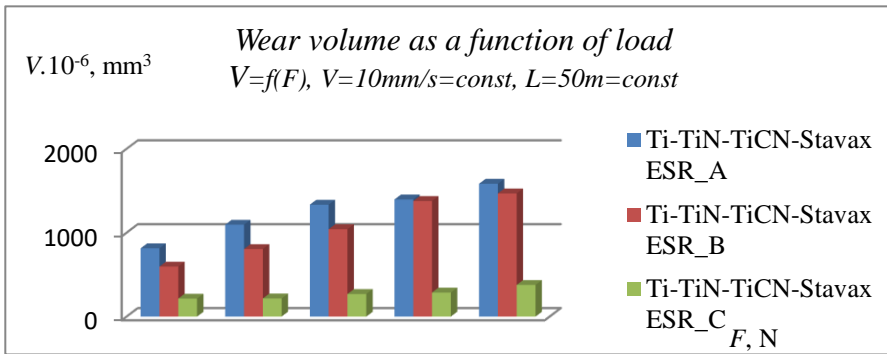 Wear volume as a function of load
V.10⁻⁶, mm³
V=f(F), V=10mm/s=const, L=50m=const
2000
1000
0
Ti-TiN-TiCN-Stavax
ESR_A
Ti-TiN-TiCN-Stavax
ESR_B
Ti-TiN-TiCN-Stavax
ESR_C
F, N